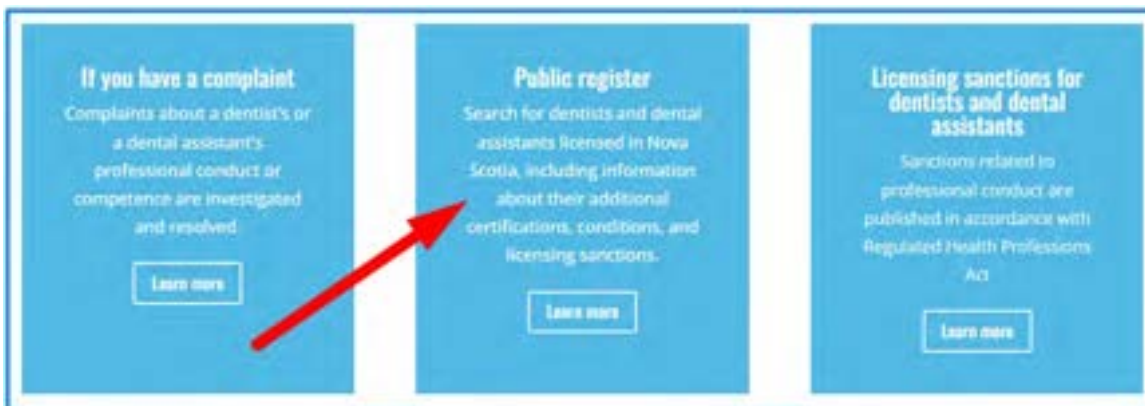 If you have a complaint
Complaints about a dentist's or
a dental assistant's
professional conduct or
competence are investigated
and resolved
Learn more
Public register
Search for dentists and dental
assistants licensed in Nova
Scotia, including information
about their additional
certifications, conditions, and
licensing sanctions.
Learn more
Licensing sanctions for
dentists and dental
assistants
Sanctions related to
professional conduct are
published in accordance with
Regulated Health Professions
Act
Learn more